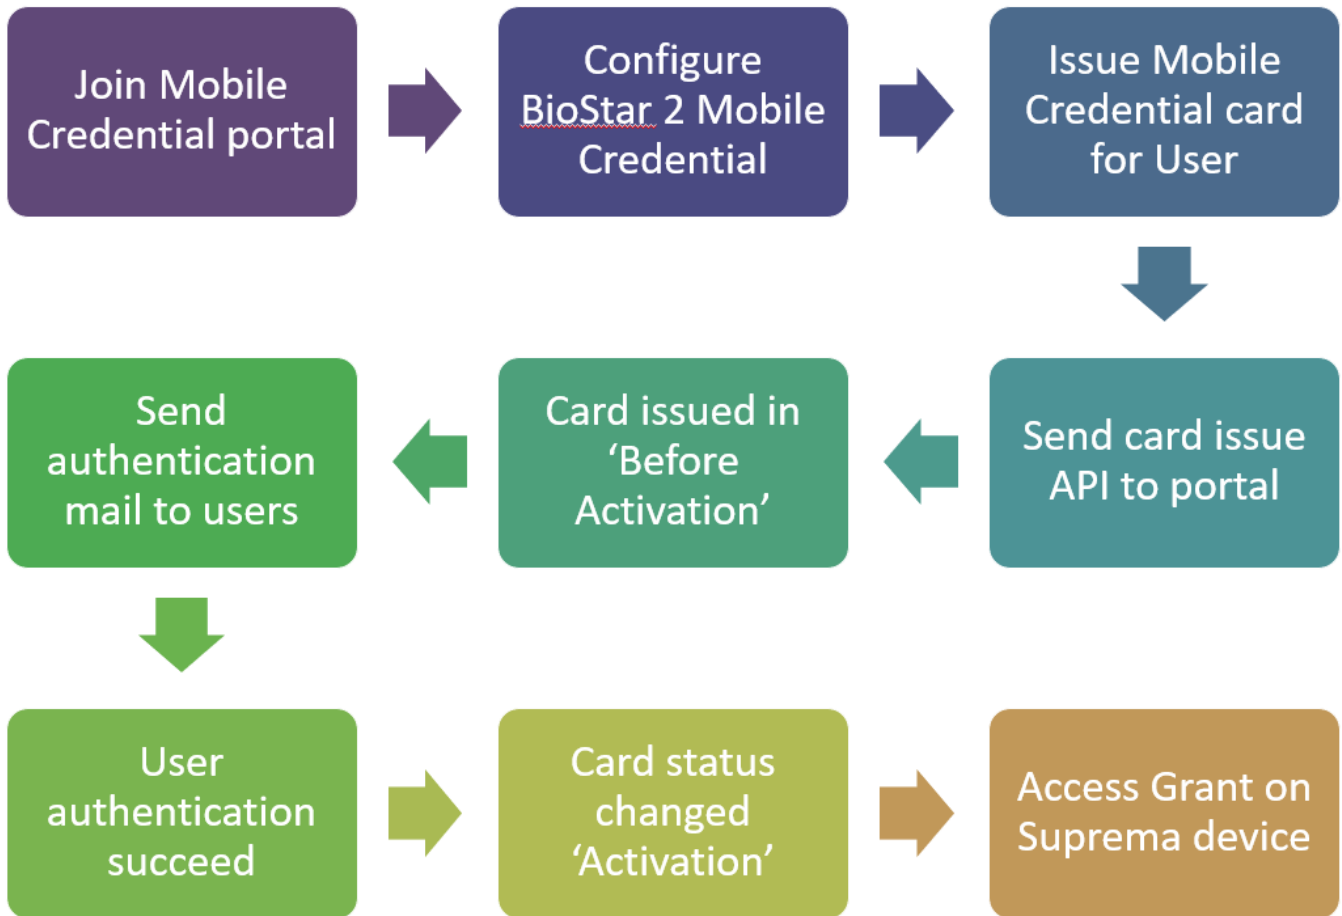 Join Mobile
Credential portal
Configure
BioStar 2 Mobile
Credential
Issue Mobile
Credential card
for User
Send card issue
API to portal
Card issued in
‘Before
Activation’
Send
authentication
mail to users
User
authentication
succeed
Card status
changed
‘Activation’
Access Grant on
Suprema device